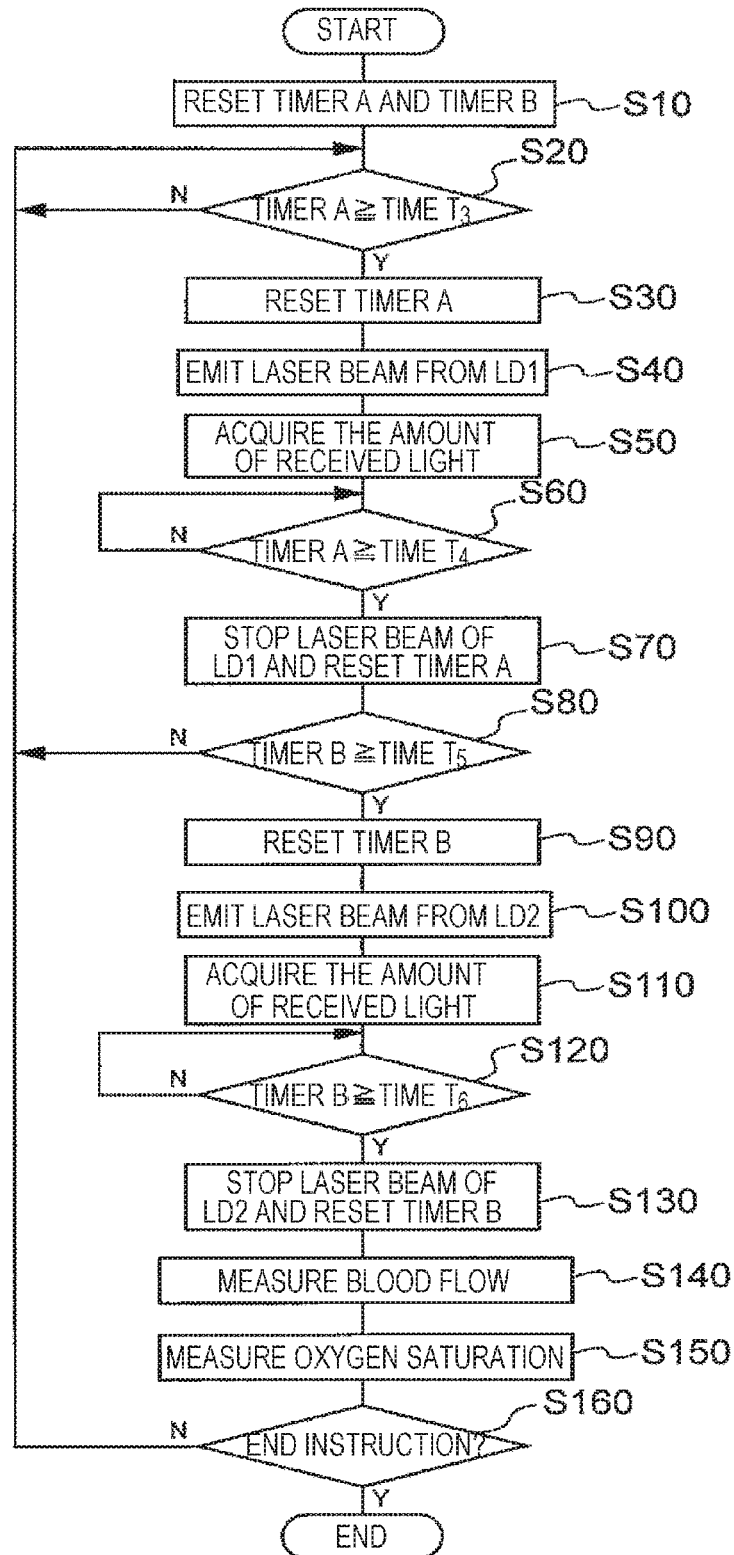 START
RESET TIMER A AND TIMER B
S10
S20
N
TIMER A ≧ TIME T3
Y
RESET TIMER A
S30
EMIT LASER BEAM FROM LD1
S40
ACQUIRE THE AMOUNT
OF RECEIVED LIGHT
S50
S60
N
TIMER A ≧ TIME T4
Y
STOP LASER BEAM OF
LD1 AND RESET TIMER A
S70
S80
N
TIMER B ≧ TIME T5
Y
RESET TIMER B
S90
EMIT LASER BEAM FROM LD2
S100
ACQUIRE THE AMOUNT
OF RECEIVED LIGHT
S110
S120
N
TIMER B ≧ TIME T6
Y
STOP LASER BEAM OF
LD2 AND RESET TIMER B
S130
MEASURE BLOOD FLOW
S140
MEASURE OXYGEN SATURATION
S150
S160
N
END INSTRUCTION?
Y
END